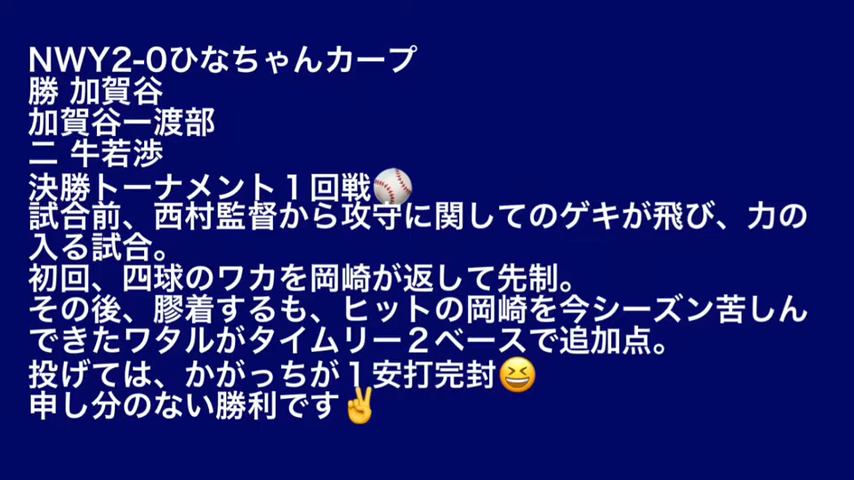 NWY2-0ひなちゃんカープ
勝 加賀谷
加賀谷ー渡部
二 牛若渉
決勝トーナメント１回戦⚾
試合前、西村監督から攻守に関してのゲキが飛び、力の
入る試合。
初回、四球のワカを岡崎が返して先制。
その後、膠着するも、ヒットの岡崎を今シーズン苦しん
できたワタルがタイムリー２ベースで追加点。
投げては、かがっちが１安打完封😆
申し分のない勝利です✌️